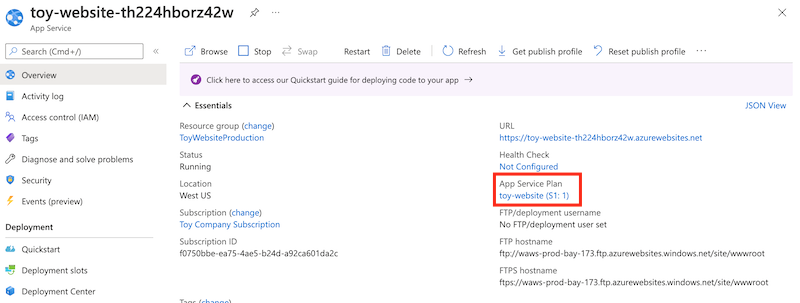 toy-website-th224hborz42w
App Service
Search (Cmd+/)
Overview
Activity log
Access control (IAM)
Tags
Diagnose and solve problems
Security
Events (preview)
Deployment
Quickstart
Deployment slots
Deployment Center
Browse Stop Swap Restart Delete Refresh Get publish profile Reset publish profile ...
Click here to access our Quickstart guide for deploying code to your app →
Essentials
JSON View
Resource group (change)
ToyWebsiteProduction
Status
Running
Location
West US
Subscription (change)
Toy Company Subscription
Subscription ID
f0750bbe-ea75-4ae5-b24d-a92ca601da2c
Tags (change)
URL
https://toy-website-th224hborz42w.azurewebsites.net
Health Check
Not Configured
App Service Plan
toy-website (S1: 1)
FTP/deployment username
No FTP/deployment user set
FTP hostname
ftp://waws-prod-bay-173.ftp.azurewebsites.windows.net/site/wwwroot
FTPS hostname
ftps://waws-prod-bay-173.ftp.azurewebsites.windows.net/site/wwwroot